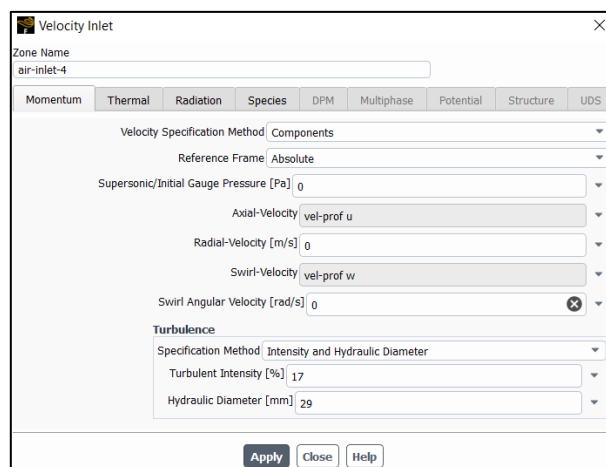 Velocity Inlet
Zone Name
air-inlet-4
Momentum Thermal Radiation Species DPM Multiphase Potential Structure UDS
Velocity Specification Method Components
Reference Frame Absolute
Supersonic/Initial Gauge Pressure [Pa] 0
Axial-Velocity vel-prof u
Radial-Velocity [m/s] 0
Swirl-Velocity vel-prof w
Swirl Angular Velocity [rad/s] 0
Turbulence
Specification Method Intensity and Hydraulic Diameter
Turbulent Intensity [%] 17
Hydraulic Diameter [mm] 29
Apply Close Help